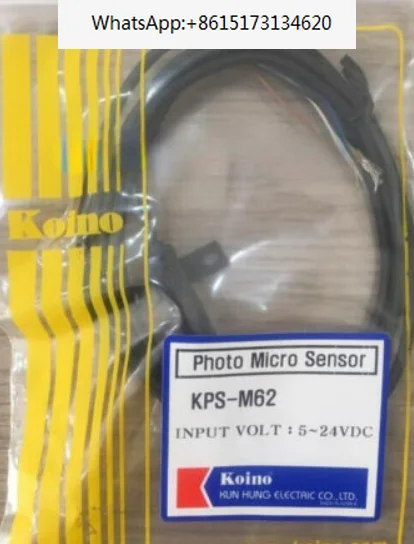 WhatsApp:+8615173134620
Koino
Photo Micro Sensor
KPS-M62
INPUT VOLT : 5~24VDC
Koino
KUN HUNG ELECTRIC CO.,LTD.